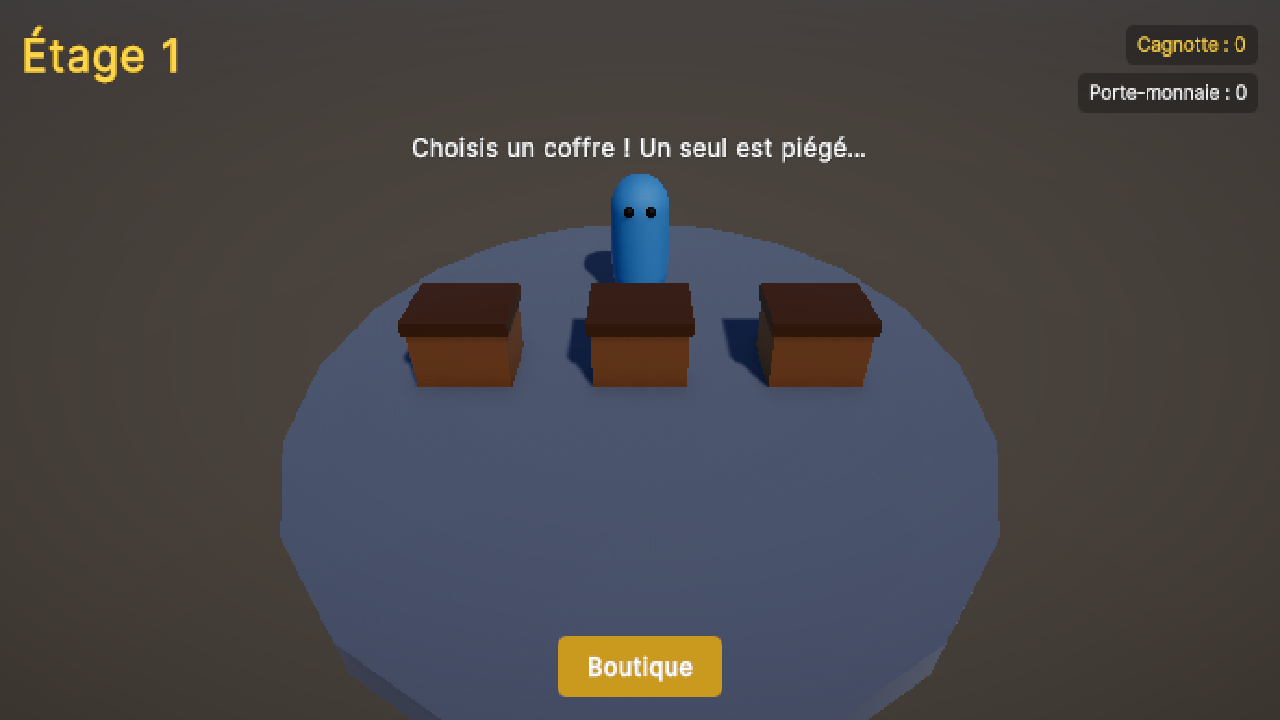 Étage 1
Cagnotte : 0
Porte-monnaie : 0
Choisis un coffre ! Un seul est piégé...
Boutique